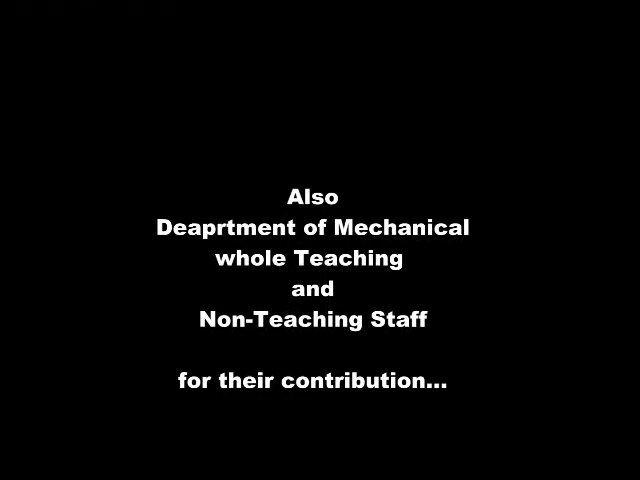 Also
Deaprtment of Mechanical
whole Teaching
and
Non-Teaching Staff
for their contribution...